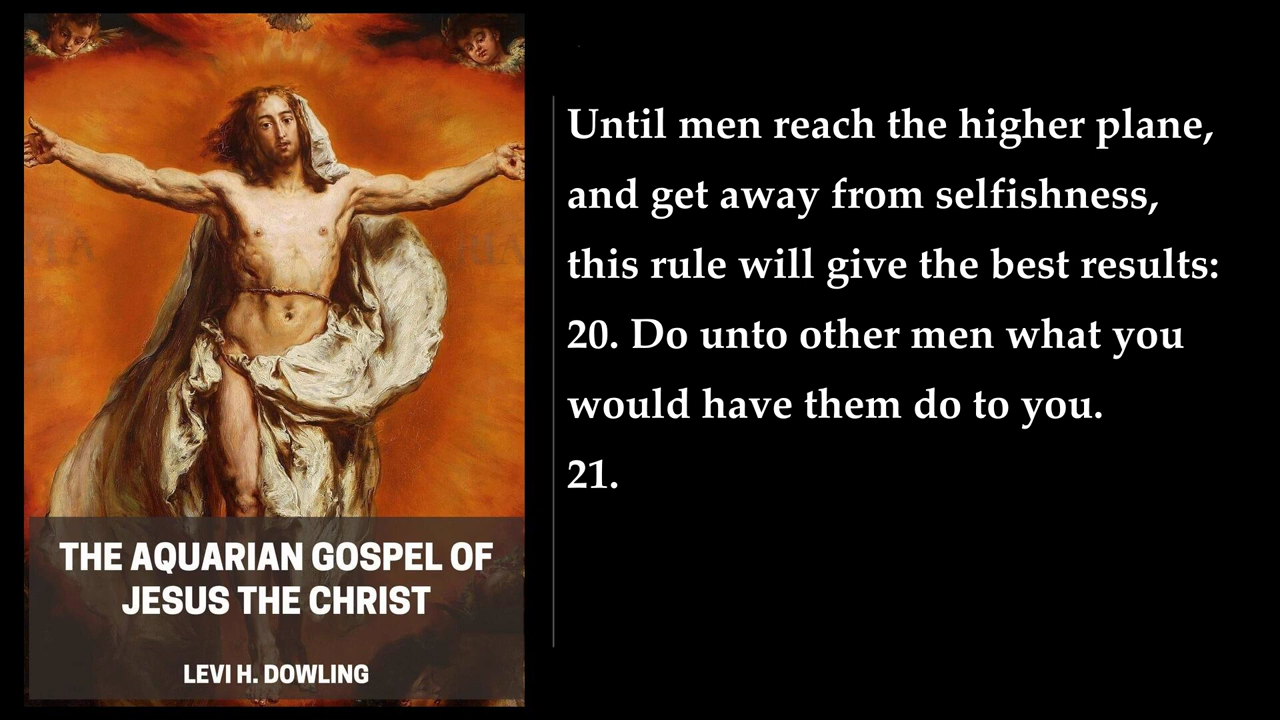 Until men reach the higher plane,
and get away from selfishness,
this rule will give the best results:
20. Do unto other men what you
would have them do to you.
21.
THE AQUARIAN GOSPEL OF
JESUS THE CHRIST
LEVI H. DOWLING